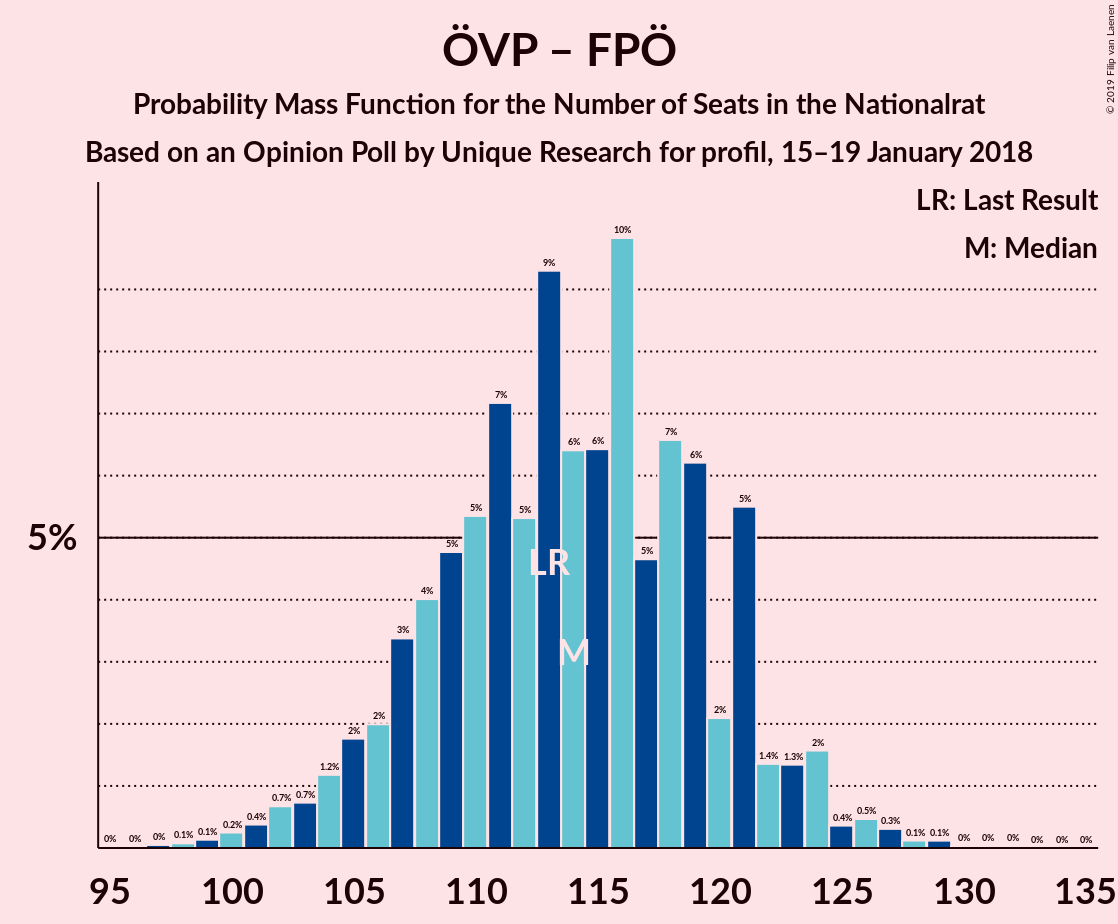 ÖVP – FPÖ
Probability Mass Function for the Number of Seats in the Nationalrat
Based on an Opinion Poll by Unique Research for profil, 15–19 January 2018
© 2019 Filip van Laenen
LR: Last Result
M: Median
5%
0% 0% 0% 0.1% 0.1% 0.2% 0.4% 0.7% 0.7% 1.2% 2% 2% 3% 4% 5% 5% 7% 5% 9% 6% 6% 10% 5% 7% 6% 2% 5% 1.4% 1.3% 2% 0.4% 0.5% 0.3% 0.1% 0.1% 0% 0% 0% 0% 0% 0%
LR
M
95 100 105 110 115 120 125 130 135